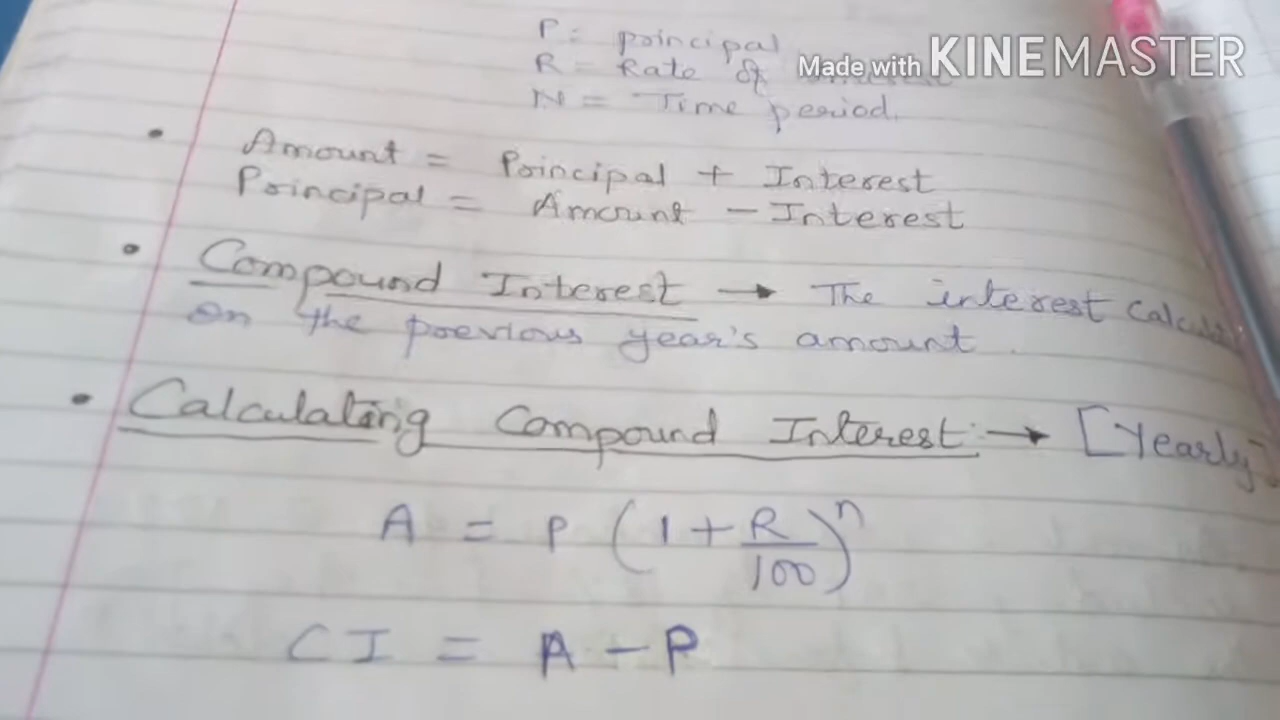 P = principal
R = Rate of
Made with KINEMASTER
N = Time period.
• Amount = Principal + Interest
Principal = Amount - Interest
• Compound Interest → The interest
on the previous year's amount.
• Calculating Compound Interest :→ [Yearly]
A = P (1 + R/100)^n
CI = A - P